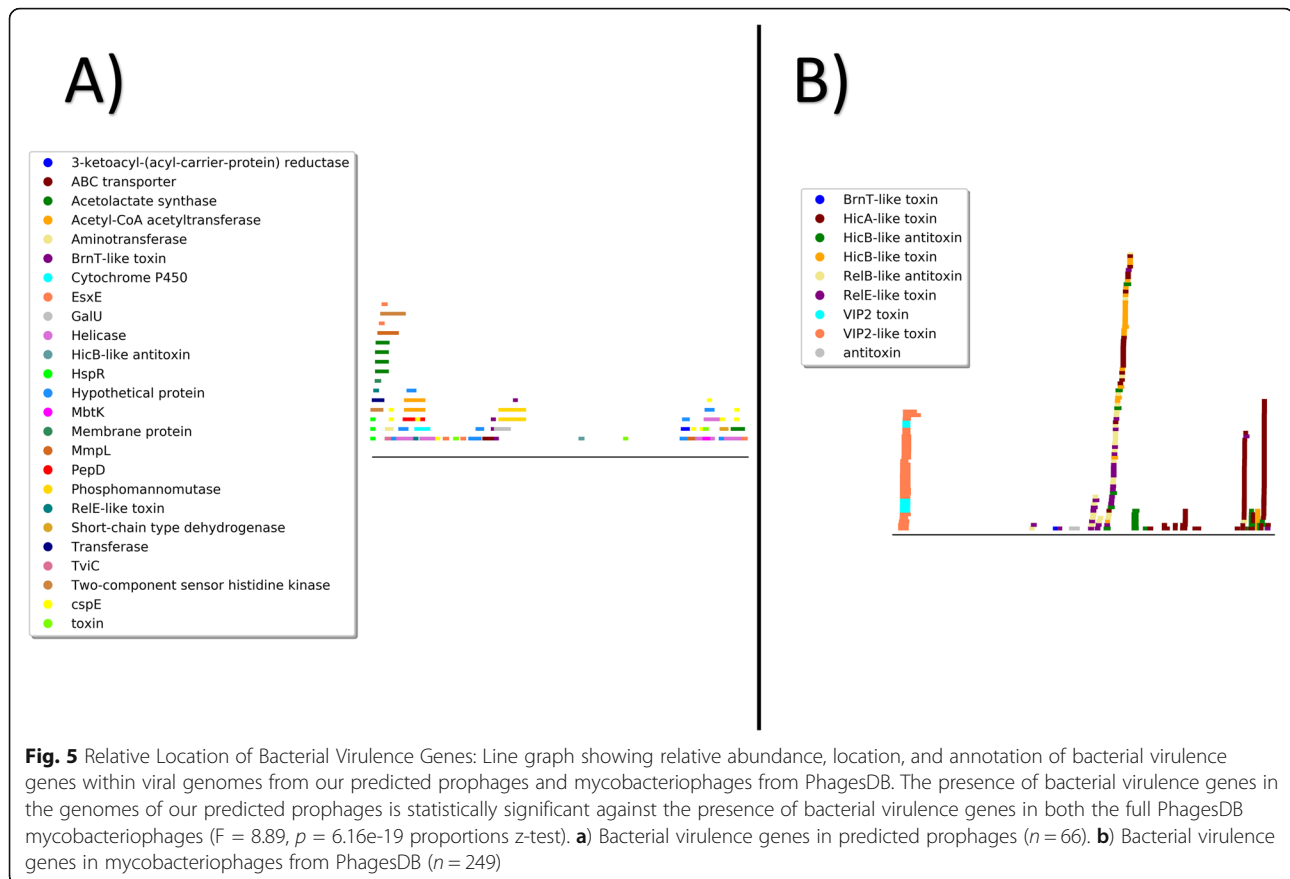 A)
3-ketoacyl-(acyl-carrier-protein) reductase
ABC transporter
Acetolactate synthase
Acetyl-CoA acetyltransferase
Aminotransferase
BrnT-like toxin
Cytochrome P450
EsxE
GalU
Helicase
HicB-like antitoxin
HspR
Hypothetical protein
MbtK
Membrane protein
MmpL
PepD
Phosphomannomutase
RelE-like toxin
Short-chain type dehydrogenase
Transferase
TviC
Two-component sensor histidine kinase
cspE
toxin
B)
BrnT-like toxin
HicA-like toxin
HicB-like antitoxin
HicB-like toxin
RelB-like antitoxin
RelE-like toxin
VIP2 toxin
VIP2-like toxin
antitoxin
Fig. 5 Relative Location of Bacterial Virulence Genes: Line graph showing relative abundance, location, and annotation of bacterial virulence
genes within viral genomes from our predicted prophages and mycobacteriophages from PhagesDB. The presence of bacterial virulence genes in
the genomes of our predicted prophages is statistically significant against the presence of bacterial virulence genes in both the full PhagesDB
mycobacteriophages (F = 8.89, p = 6.16e-19 proportions z-test). a) Bacterial virulence genes in predicted prophages (n = 66). b) Bacterial virulence
genes in mycobacteriophages from PhagesDB (n = 249)